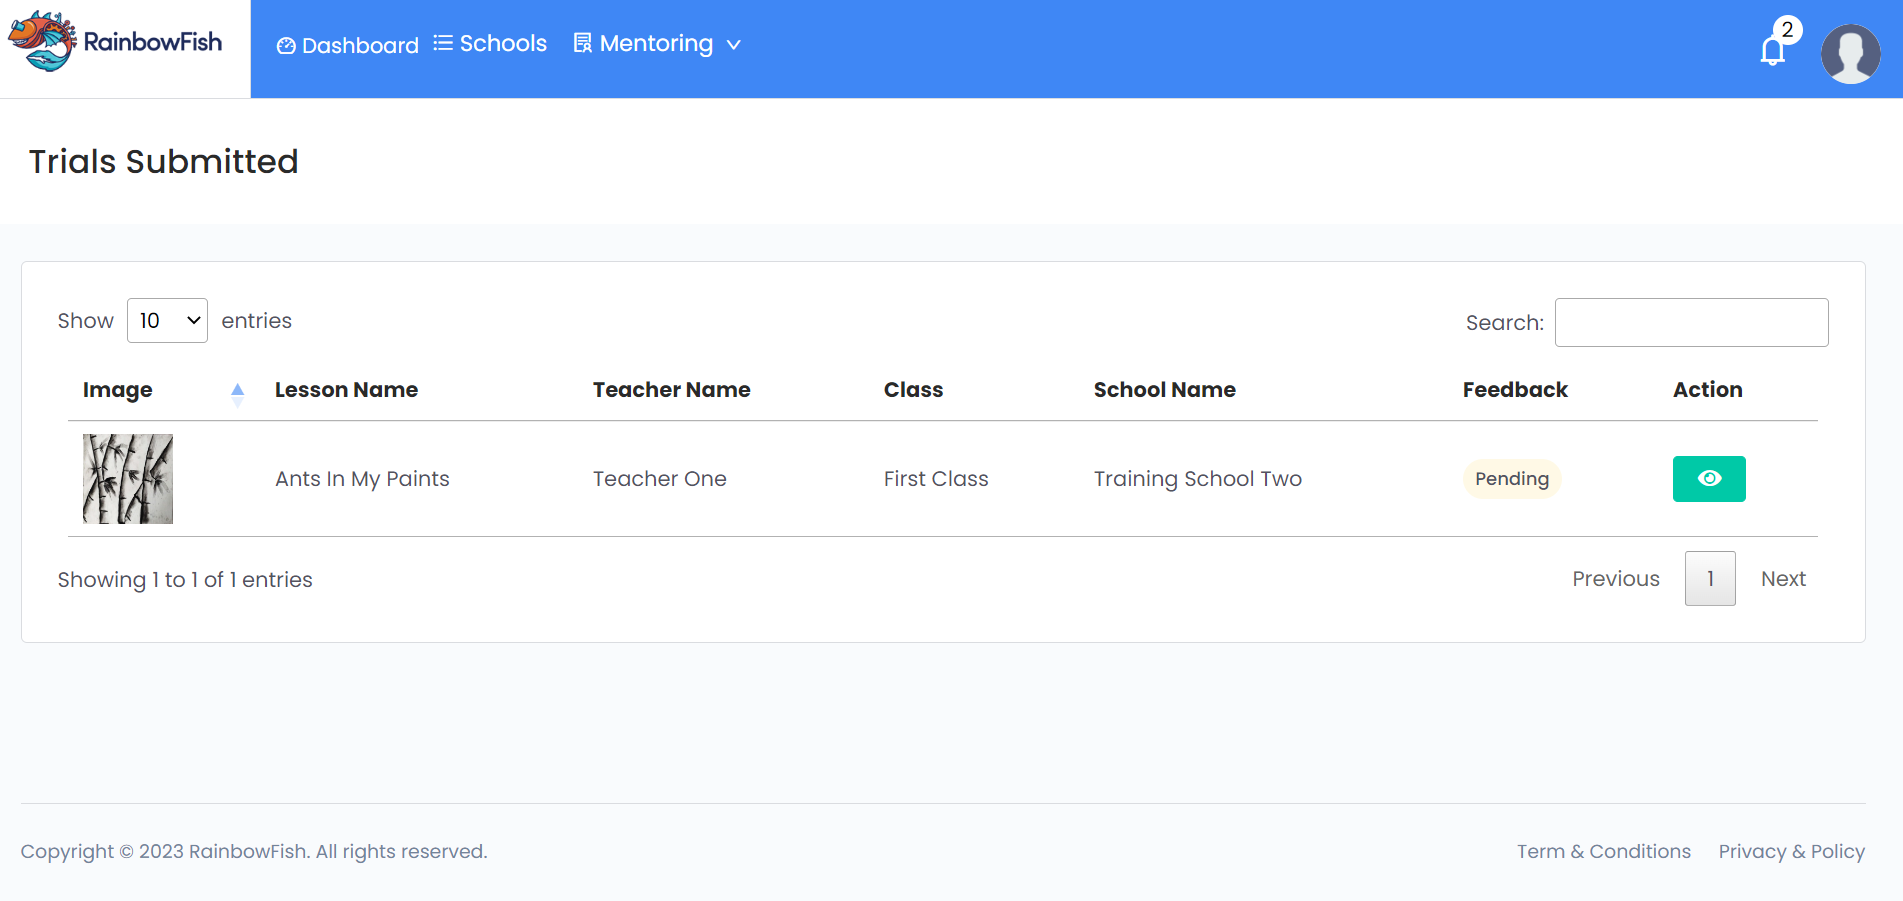 RainbowFish
Dashboard Schools Mentoring 2
Trials Submitted
Show 10 entries Search:
Image Lesson Name Teacher Name Class School Name Feedback Action
Ants In My Paints Teacher One First Class Training School Two Pending
Showing 1 to 1 of 1 entries Previous 1 Next
Copyright © 2023 RainbowFish. All rights reserved. Term & Conditions Privacy & Policy